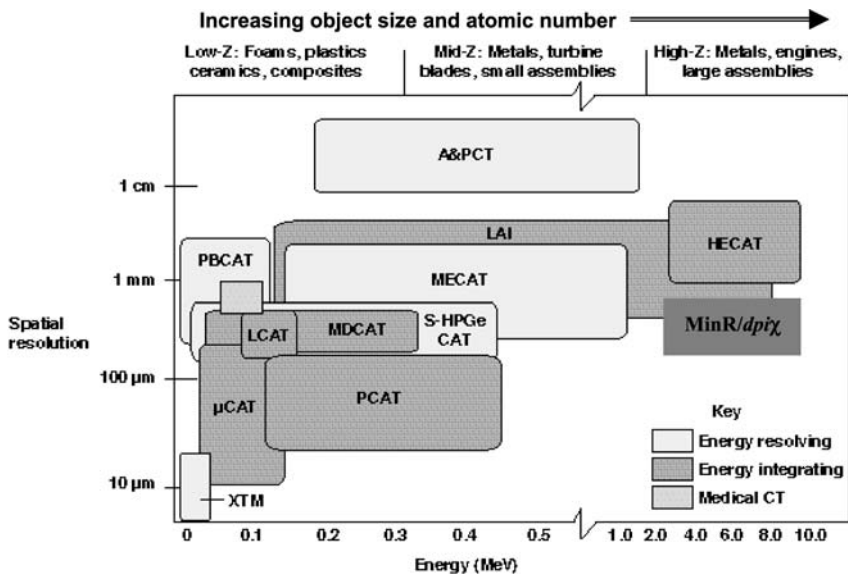 Increasing object size and atomic number
Low-Z: Foams, plastics
ceramics, composites
Mid-Z: Metals, turbine
blades, small assemblies
High-Z: Metals, engines,
large assemblies
A&PCT
1 cm
LAI
HECAT
PBCAT
MECAT
1 mm
Spatial
resolution
LCAT
MDCAT
S-HPGe
CAT
MinR/dpiχ
100 µm
µCAT
PCAT
Key
Energy resolving
Energy integrating
Medical CT
10 µm
XTM
0 0.1 0.2 0.3 0.4 0.5 1.0 2.0 4.0 6.0 8.0 10.0
Energy (MeV)